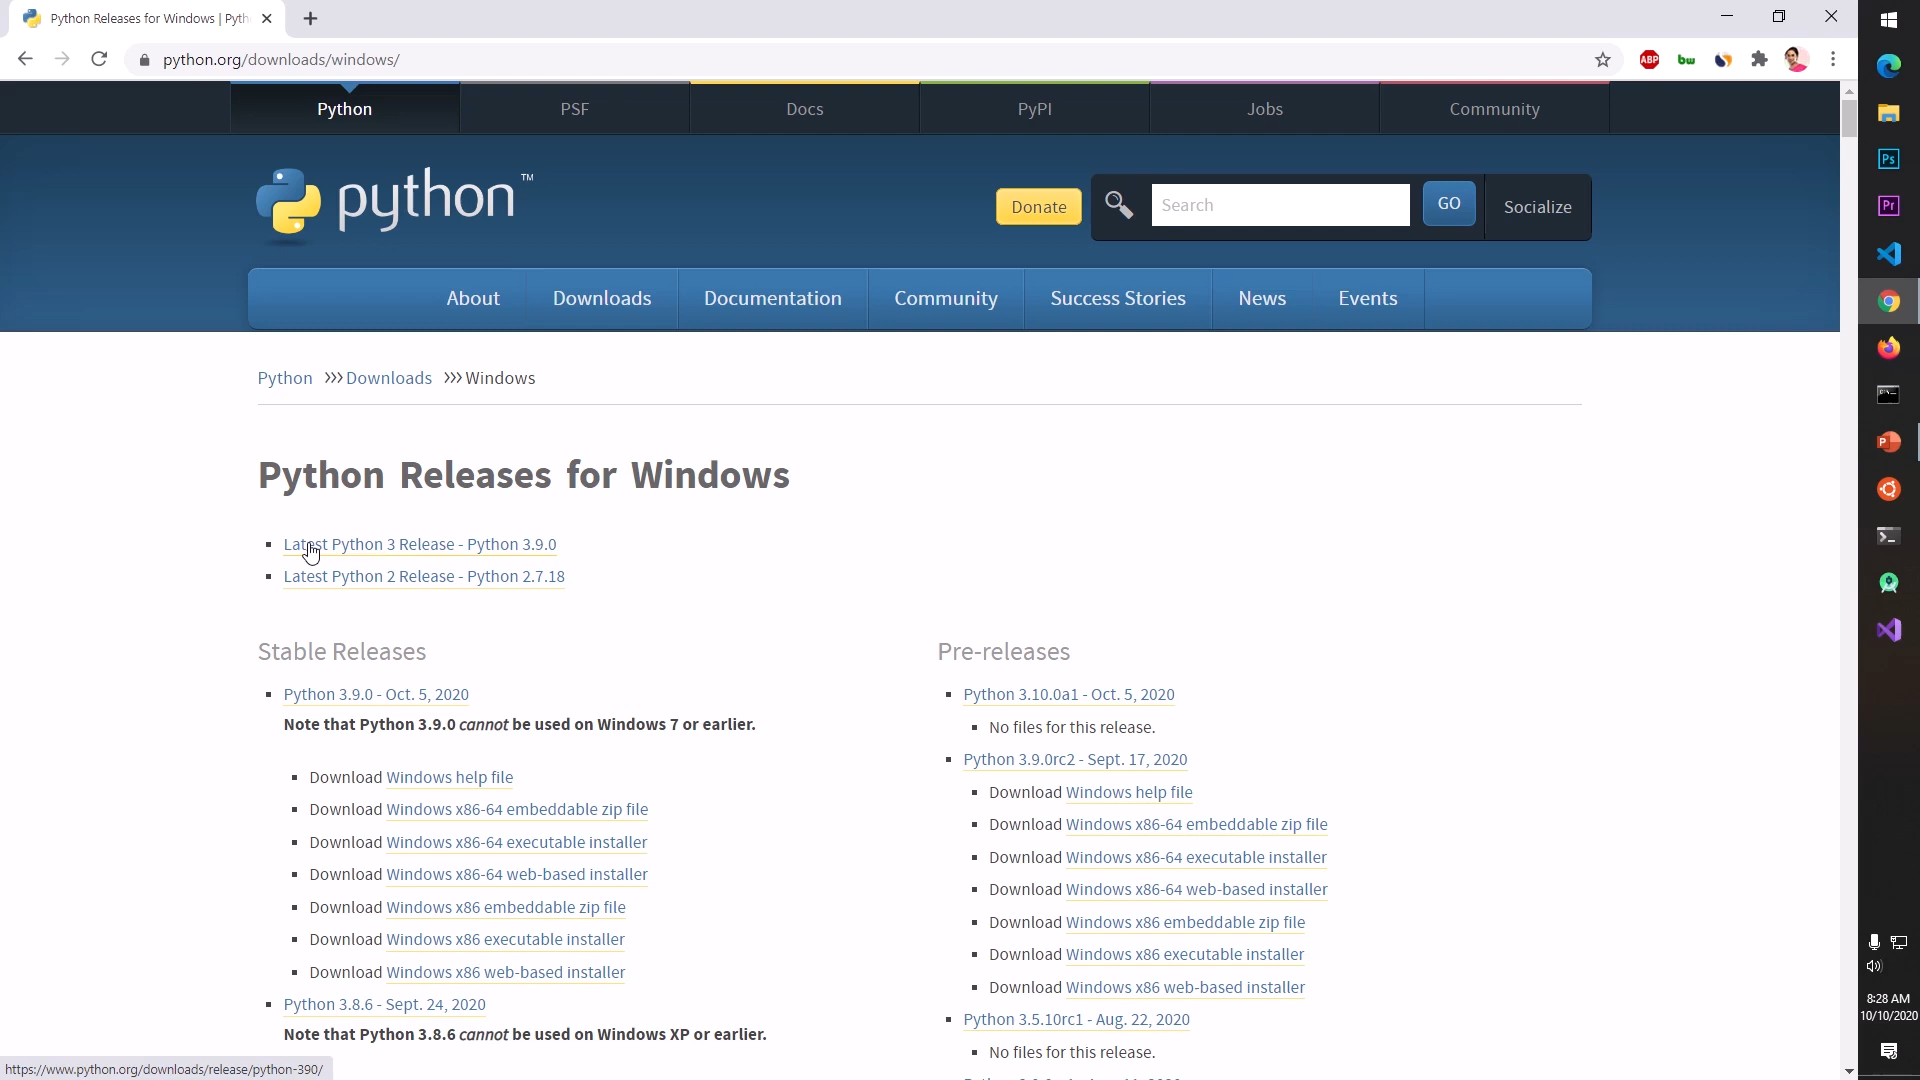 Python Releases for Windows | Pyth
python.org/downloads/windows/
ABP
bw
Python
PSF
Docs
PyPI
Jobs
Community
python™
Donate
Search
GO
Socialize
About
Downloads
Documentation
Community
Success Stories
News
Events
Python >>> Downloads >>> Windows
Python Releases for Windows
Latest Python 3 Release - Python 3.9.0
Latest Python 2 Release - Python 2.7.18
Stable Releases
Python 3.9.0 - Oct. 5, 2020
Note that Python 3.9.0 cannot be used on Windows 7 or earlier.
Download Windows help file
Download Windows x86-64 embeddable zip file
Download Windows x86-64 executable installer
Download Windows x86-64 web-based installer
Download Windows x86 embeddable zip file
Download Windows x86 executable installer
Download Windows x86 web-based installer
Python 3.8.6 - Sept. 24, 2020
Note that Python 3.8.6 cannot be used on Windows XP or earlier.
Pre-releases
Python 3.10.0a1 - Oct. 5, 2020
No files for this release.
Python 3.9.0rc2 - Sept. 17, 2020
Download Windows help file
Download Windows x86-64 embeddable zip file
Download Windows x86-64 executable installer
Download Windows x86-64 web-based installer
Download Windows x86 embeddable zip file
Download Windows x86 executable installer
Download Windows x86 web-based installer
Python 3.5.10rc1 - Aug. 22, 2020
No files for this release.
https://www.python.org/downloads/release/python-390/
Ps
Pr
P
8:28 AM
10/10/2020